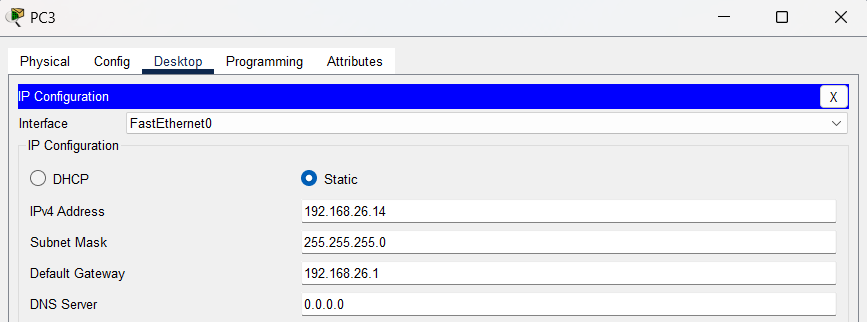 PC3
Physical Config Desktop Programming Attributes
IP Configuration X
Interface FastEthernet0
IP Configuration
DHCP Static
IPv4 Address 192.168.26.14
Subnet Mask 255.255.255.0
Default Gateway 192.168.26.1
DNS Server 0.0.0.0